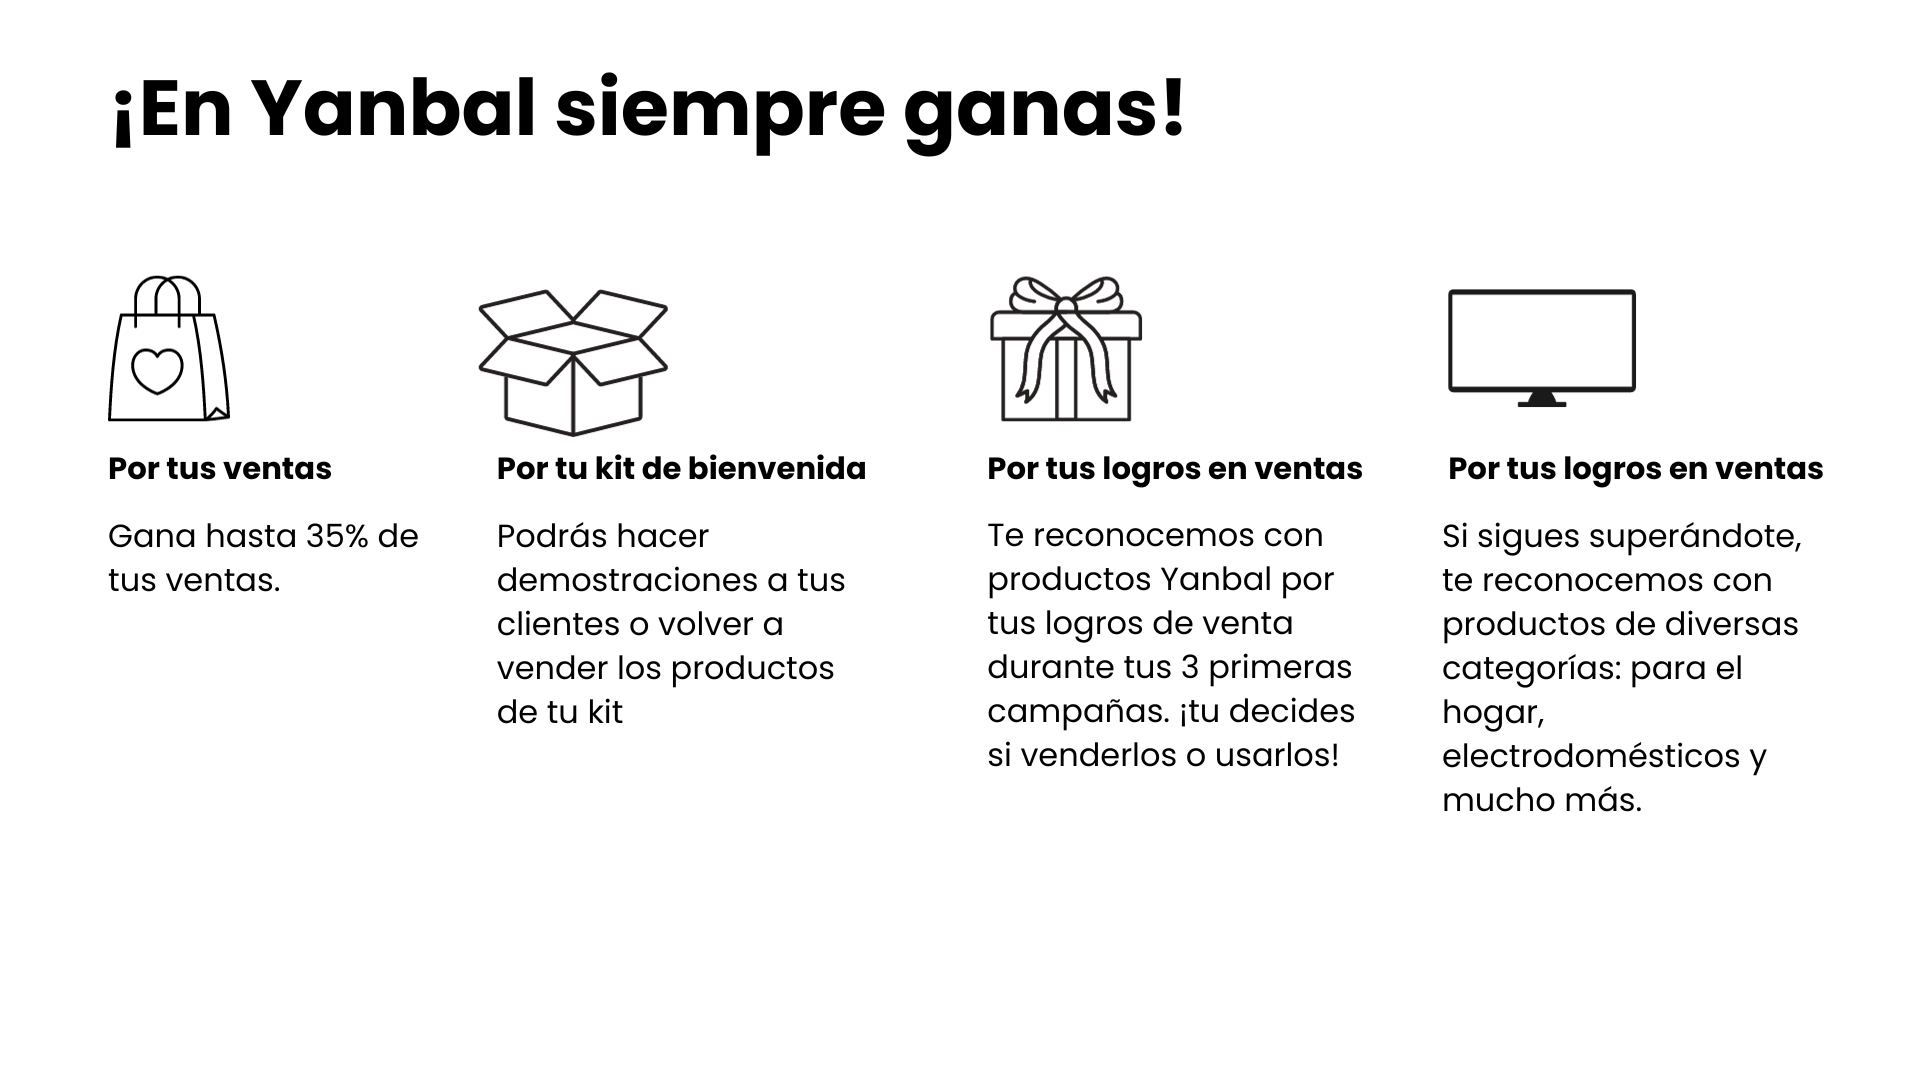 ¡En Yanbal siempre ganas!
Por tus ventas
Gana hasta 35% de
tus ventas.
Por tu kit de bienvenida
Podrás hacer
demostraciones a tus
clientes o volver a
vender los productos
de tu kit
Por tus logros en ventas
Te reconocemos con
productos Yanbal por
tus logros de venta
durante tus 3 primeras
campañas. ¡tu decides
si venderlos o usarlos!
Por tus logros en ventas
Si sigues superándote,
te reconocemos con
productos de diversas
categorías: para el
hogar,
electrodomésticos y
mucho más.